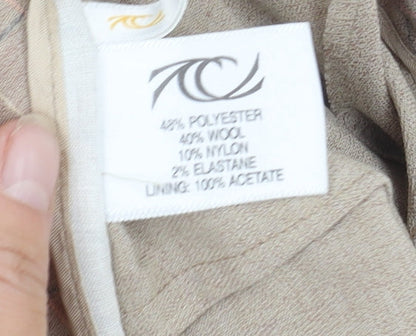 48% POLYESTER
40% WOOL
10% NYLON
2% ELASTANE
LINING: 100% ACETATE